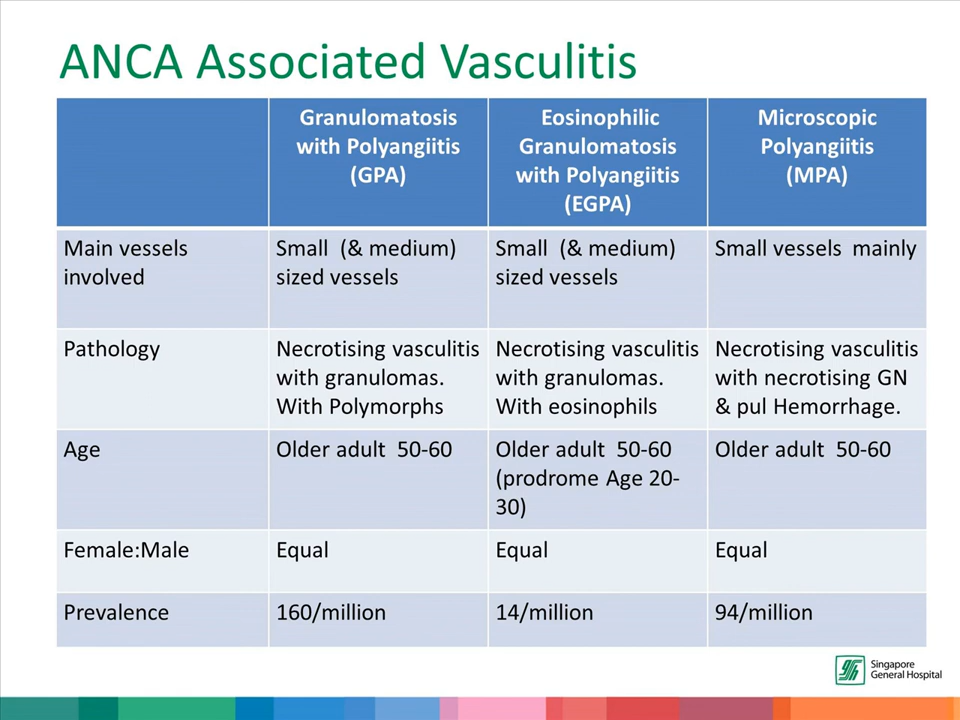 ANCA Associated Vasculitis
Granulomatosis
with Polyangiitis
(GPA)
Eosinophilic
Granulomatosis
with Polyangiitis
(EGPA)
Microscopic
Polyangiitis
(MPA)
Main vessels
involved
Small (& medium)
sized vessels
Small (& medium)
sized vessels
Small vessels mainly
Pathology
Necrotising vasculitis
with granulomas.
With Polymorphs
Necrotising vasculitis
with granulomas.
With eosinophils
Necrotising vasculitis
with necrotising GN
& pul Hemorrhage.
Age
Older adult 50-60
Older adult 50-60
(prodrome Age 20-
30)
Older adult 50-60
Female:Male
Equal
Equal
Equal
Prevalence
160/million
14/million
94/million
Singapore
General Hospital